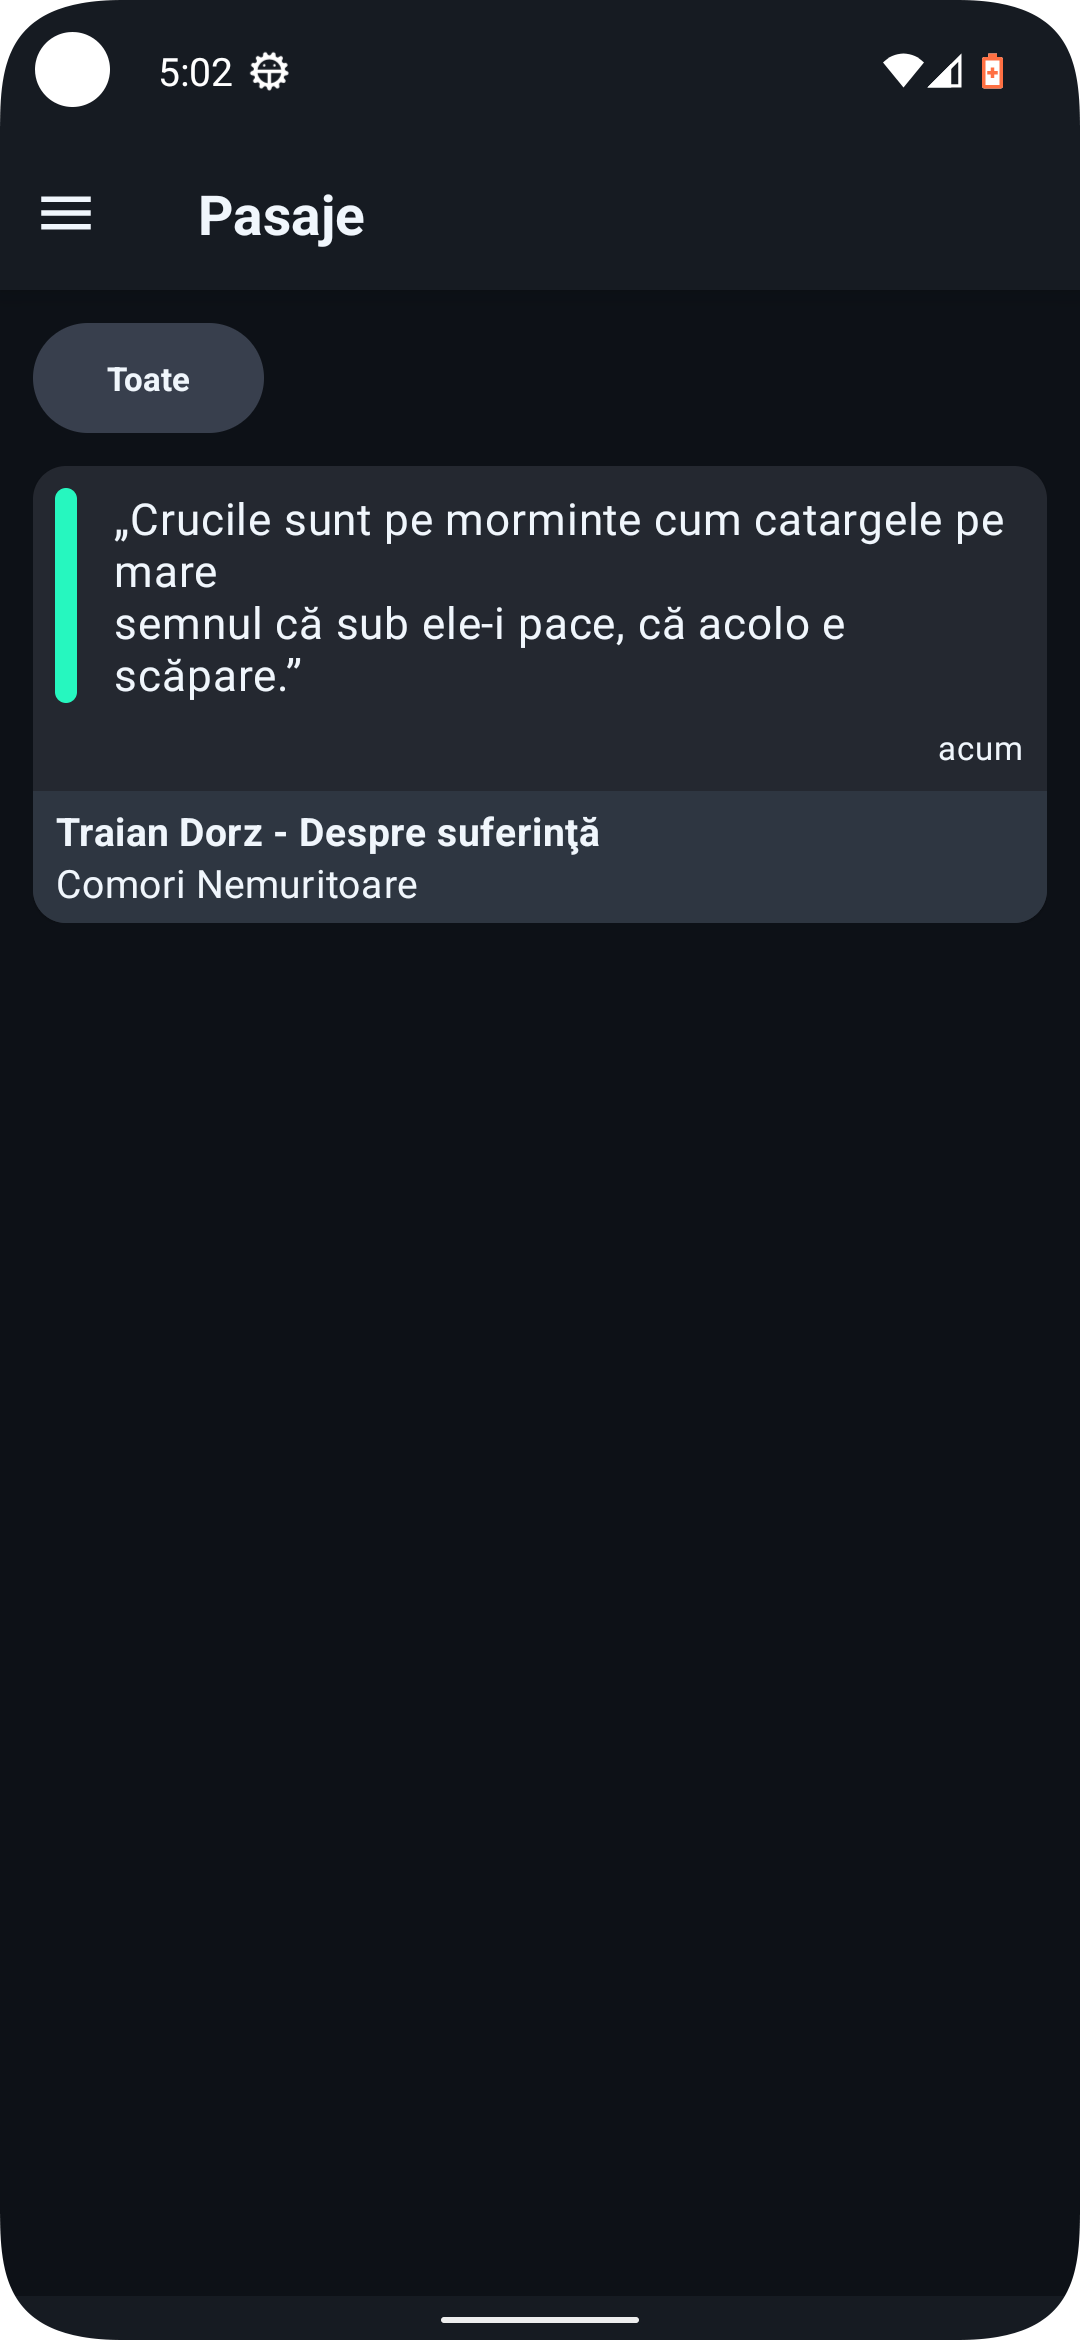 5:02
Pasaje
Toate
„Crucile sunt pe morminte cum catargele pe
mare
semnul că sub ele-i pace, că acolo e
scăpare.”
acum
Traian Dorz - Despre suferinţă
Comori Nemuritoare